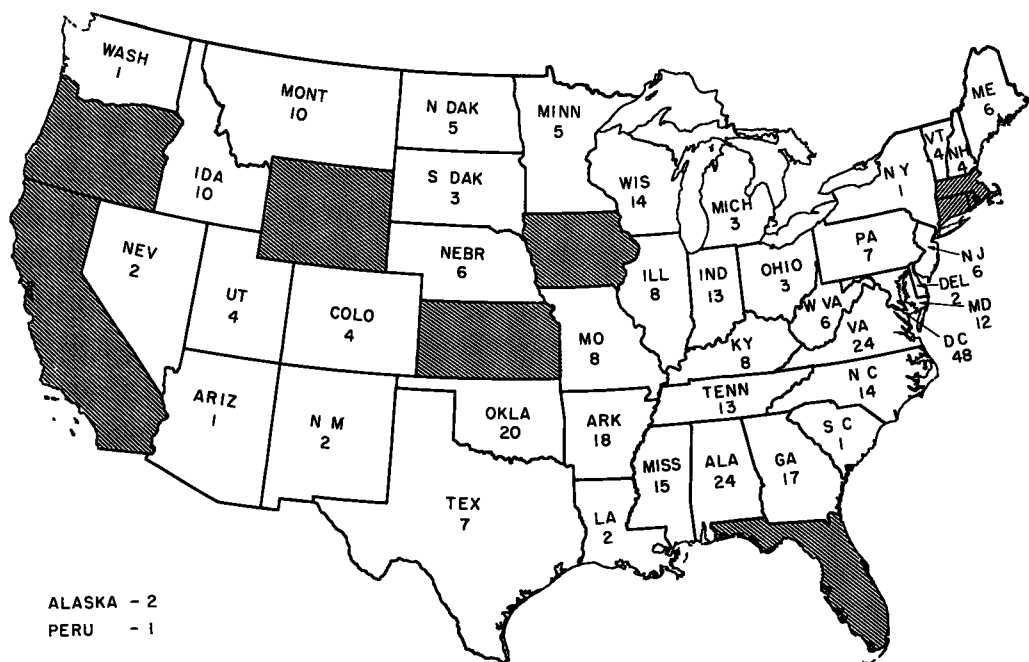 WASH
1
MONT
10
N DAK
5
MINN
5
ME
6
VT
4
NH
4
IDA
10
S DAK
3
WIS
14
MICH
3
NY
1
NEV
2
UT
4
COLO
4
NEBR
6
ILL
8
IND
13
OHIO
3
PA
7
NJ
6
DEL
2
MD
12
DC
48
W VA
6
VA
24
MO
8
KY
8
ARIZ
1
N M
2
OKLA
20
ARK
18
TENN
13
N C
14
S C
1
MISS
15
ALA
24
GA
17
TEX
7
LA
2
ALASKA - 2
PERU - 1